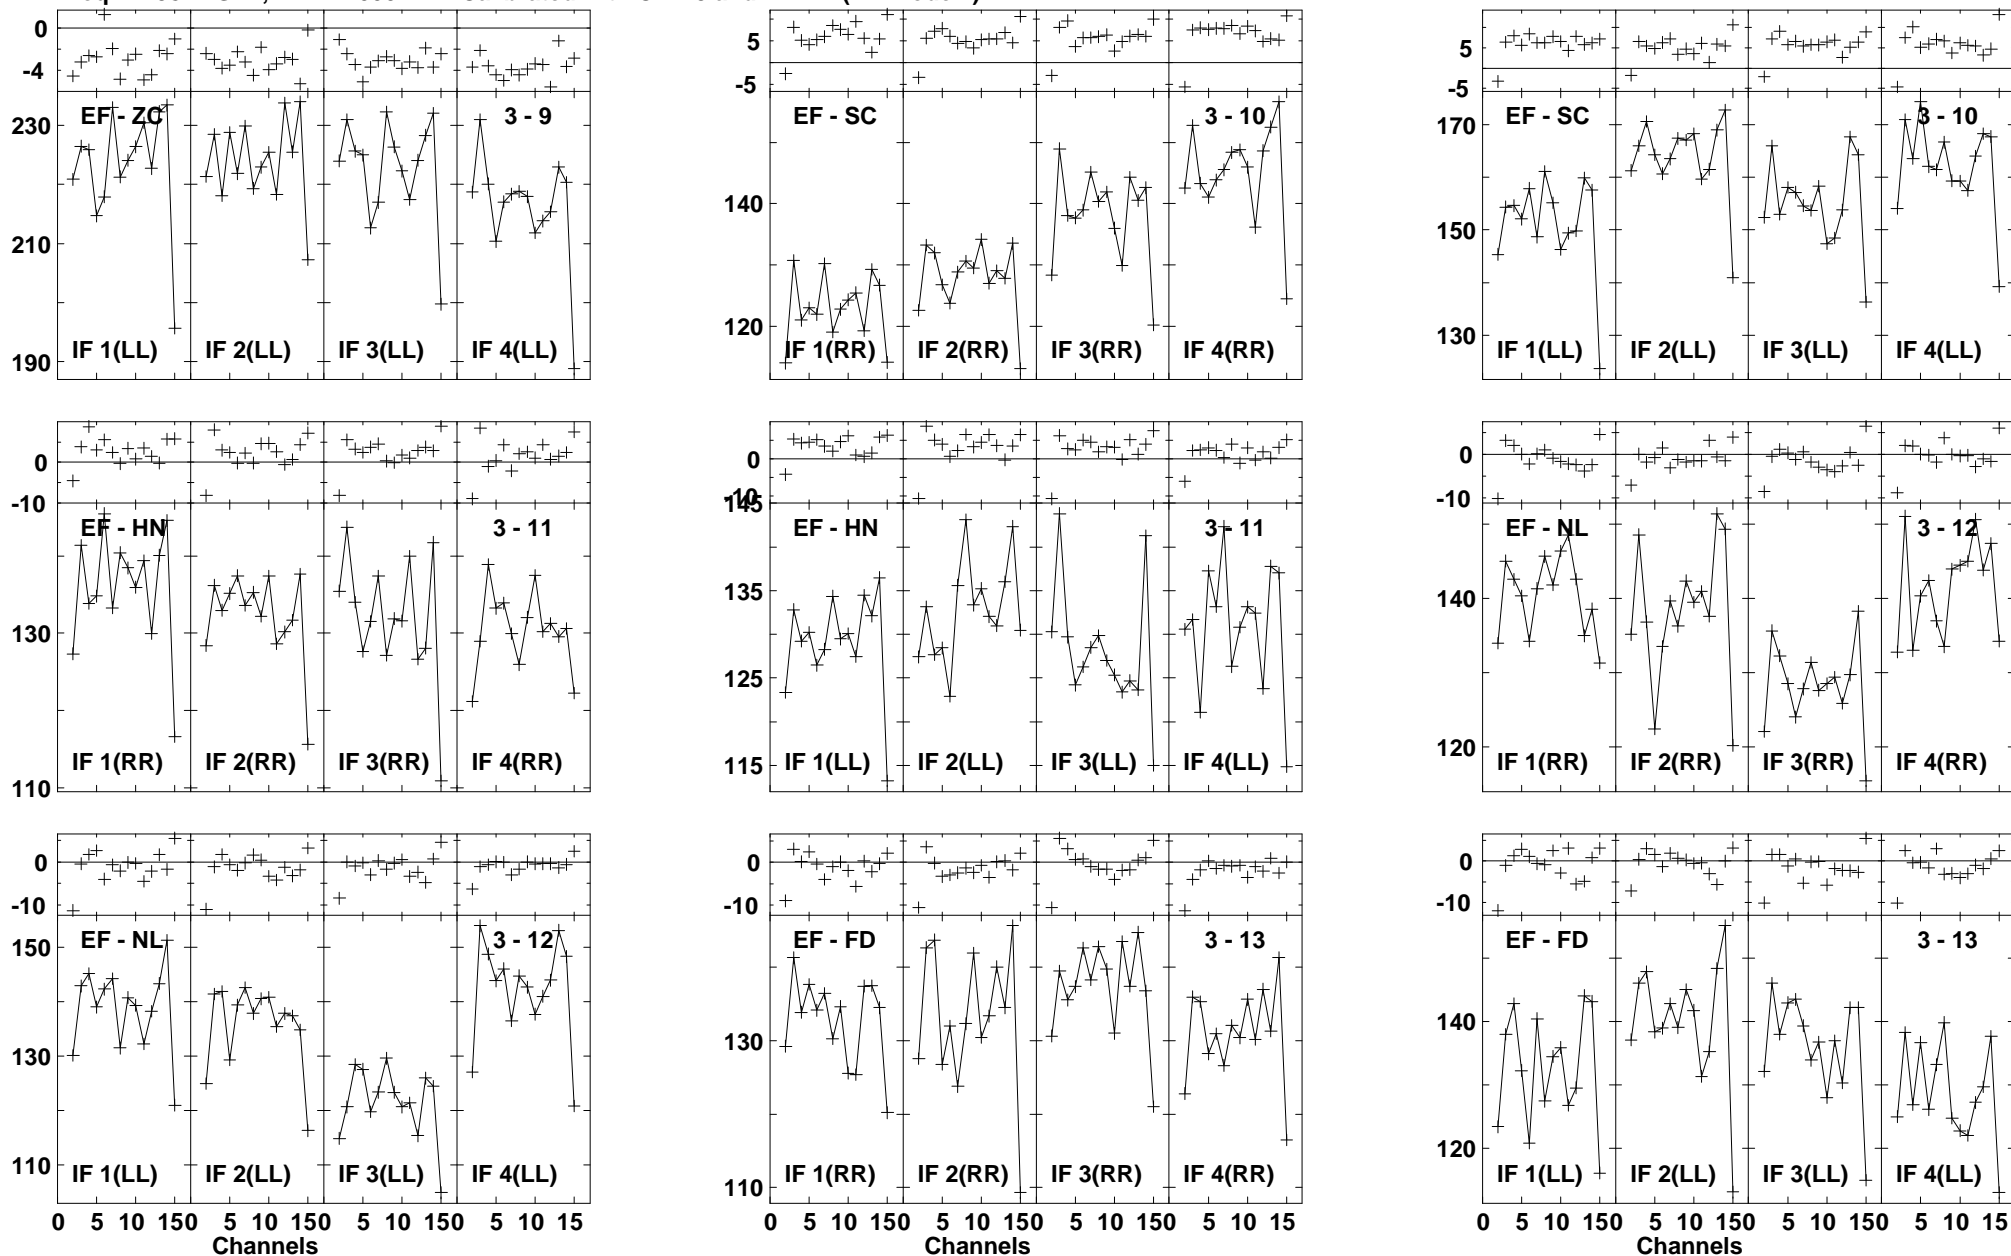 0
-4
230
210
190
EF - ZC
3 - 9
IF 1(LL) IF 2(LL) IF 3(LL) IF 4(LL)
5
-5
140
120
EF - SC
3 - 10
IF 1(RR) IF 2(RR) IF 3(RR) IF 4(RR)
5
-5
170
150
130
EF - SC
3 - 10
IF 1(LL) IF 2(LL) IF 3(LL) IF 4(LL)
0
-10
130
110
EF - HN
3 - 11
IF 1(RR) IF 2(RR) IF 3(RR) IF 4(RR)
0
-10
145
135
125
115
EF - HN
3 - 11
IF 1(LL) IF 2(LL) IF 3(LL) IF 4(LL)
0
-10
140
120
EF - NL
3 - 12
IF 1(RR) IF 2(RR) IF 3(RR) IF 4(RR)
0
-10
150
130
110
EF - NL
3 - 12
IF 1(LL) IF 2(LL) IF 3(LL) IF 4(LL)
0 5 10 150 5 10 150 5 10 150 5 10 15
Channels
0
-10
130
110
EF - FD
3 - 13
IF 1(RR) IF 2(RR) IF 3(RR) IF 4(RR)
0 5 10 150 5 10 150 5 10 150 5 10 15
Channels
0
-10
140
120
EF - FD
3 - 13
IF 1(LL) IF 2(LL) IF 3(LL) IF 4(LL)
0 5 10 150 5 10 150 5 10 150 5 10 15
Channels